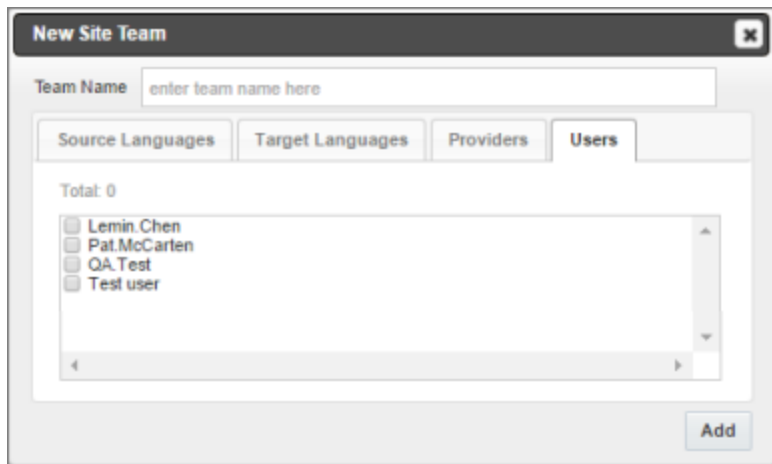 New Site Team
Team Name enter team name here
Source Languages Target Languages Providers Users
Total: 0
Lemin.Chen
Pat.McCarten
QA.Test
Test user
Add